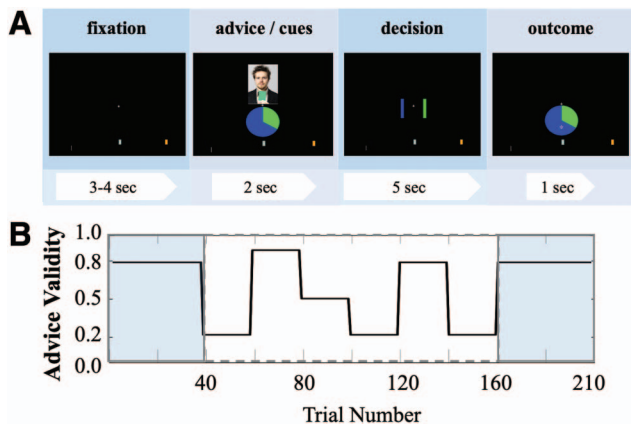 A
fixation
advice / cues
decision
outcome
3-4 sec
2 sec
5 sec
1 sec
B
Advice Validity
1.0
0.8
0.5
0.2
0.0
40
80
120
160
210
Trial Number